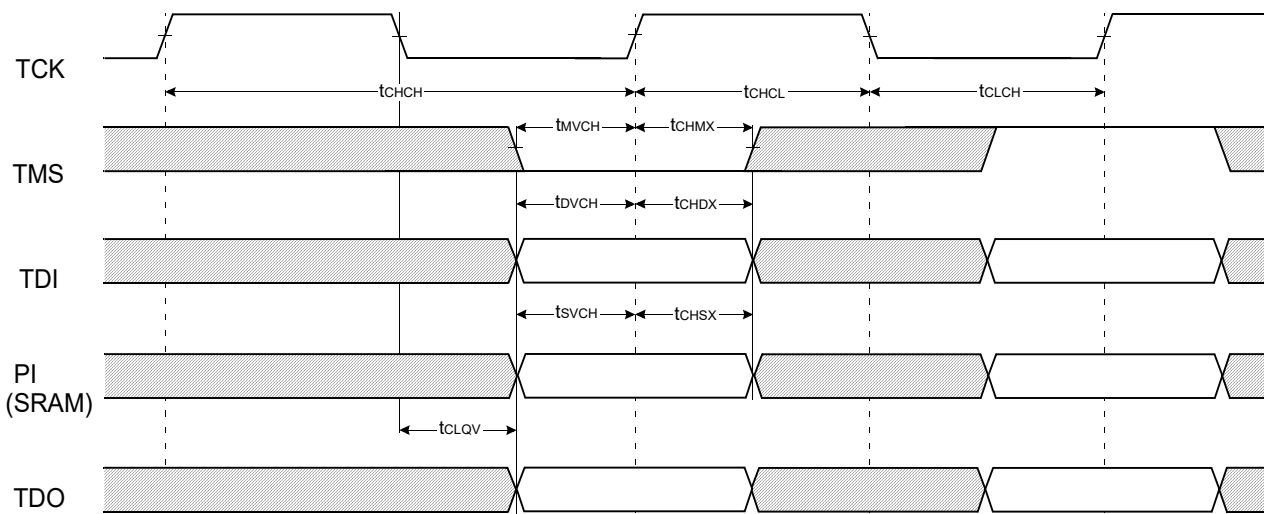 TCK
tCHCH
tCHCL
tCLCH
tMVCH
tCHMX
TMS
tDVCH
tCHDX
TDI
tSVCH
tCHSX
PI
(SRAM)
tCLQV
TDO